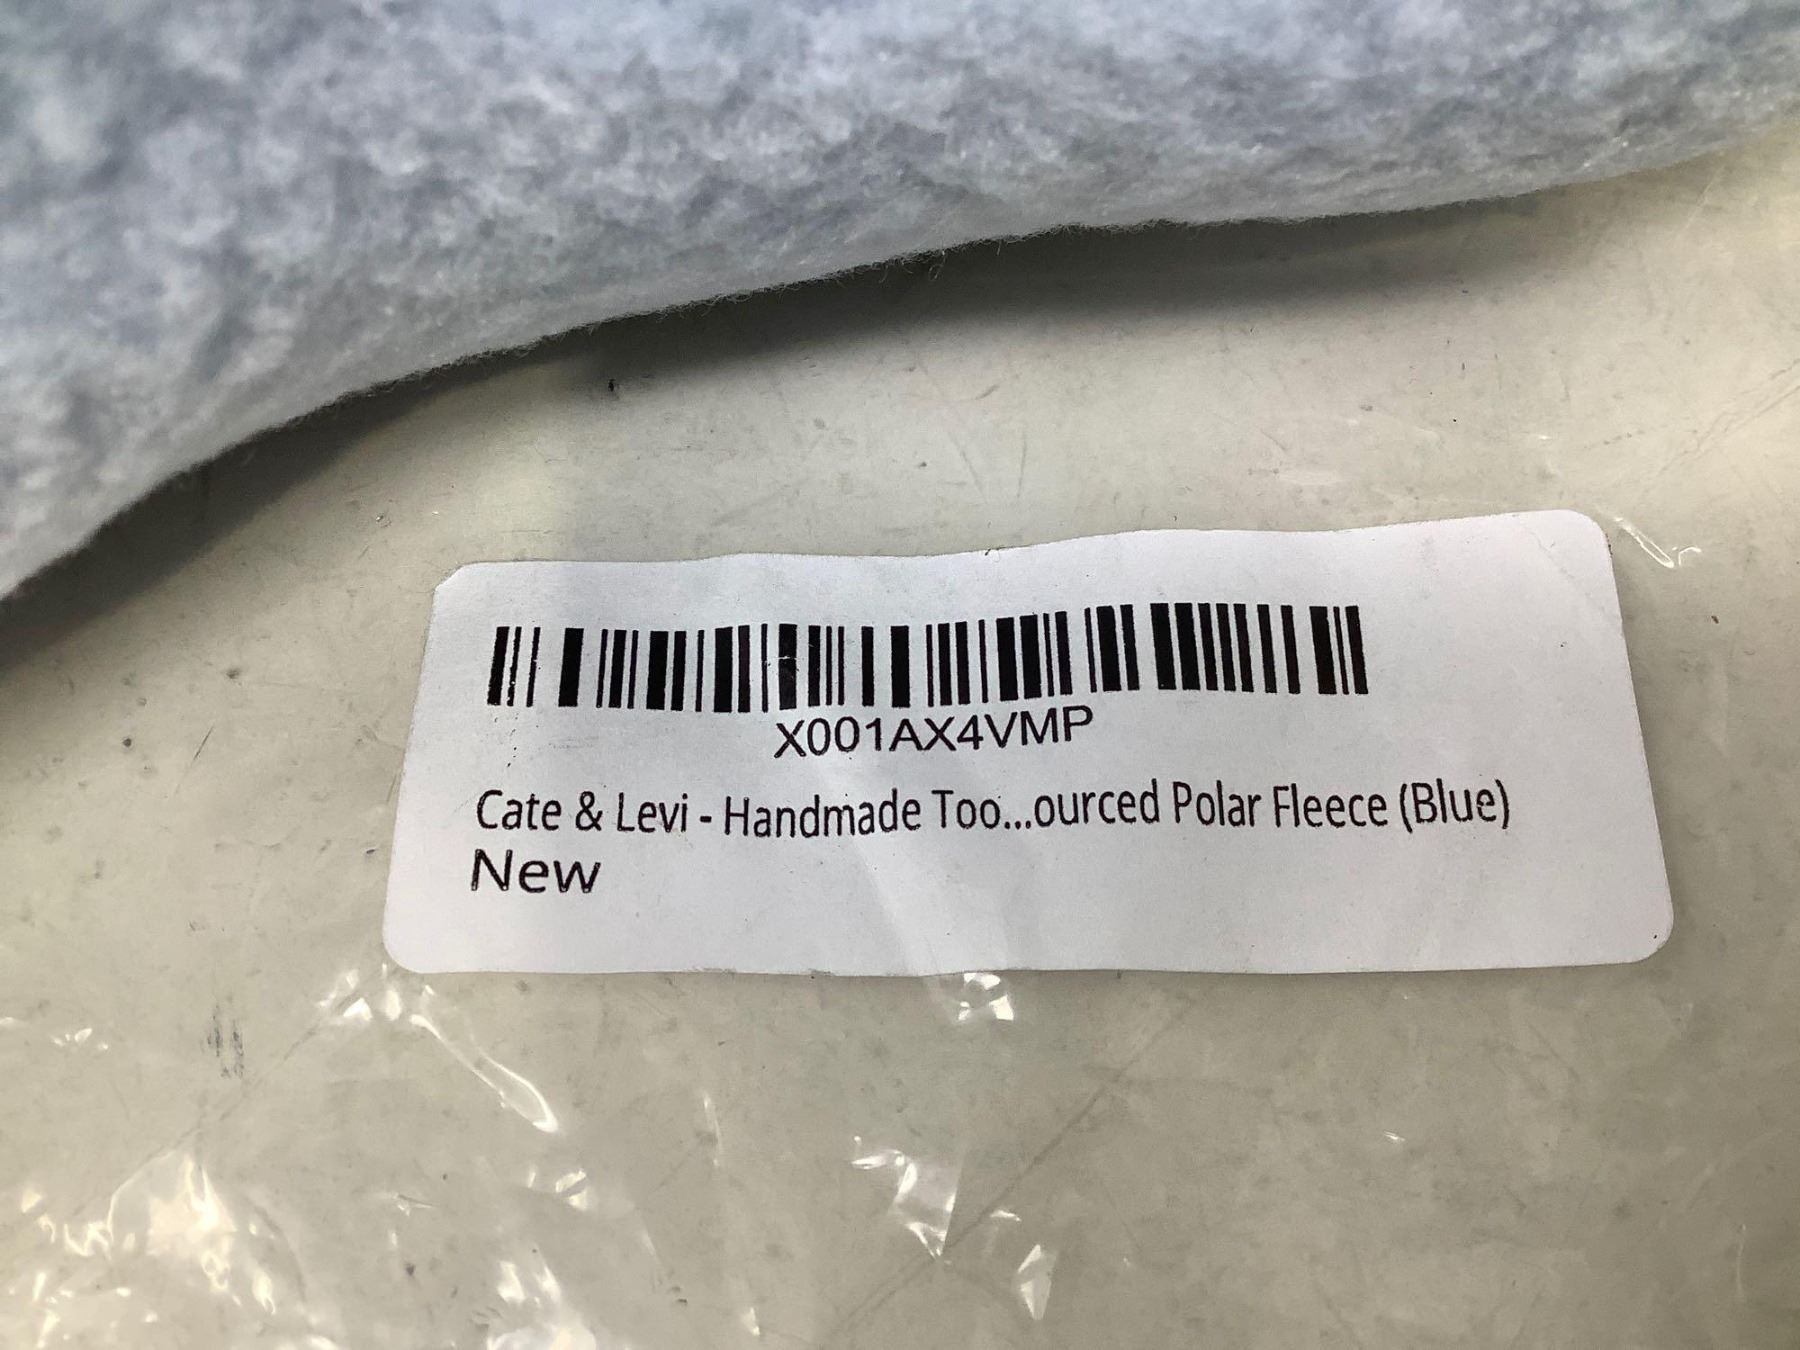 X001AX4VMP
Cate & Levi - Handmade Too...ourced Polar Fleece (Blue)
New